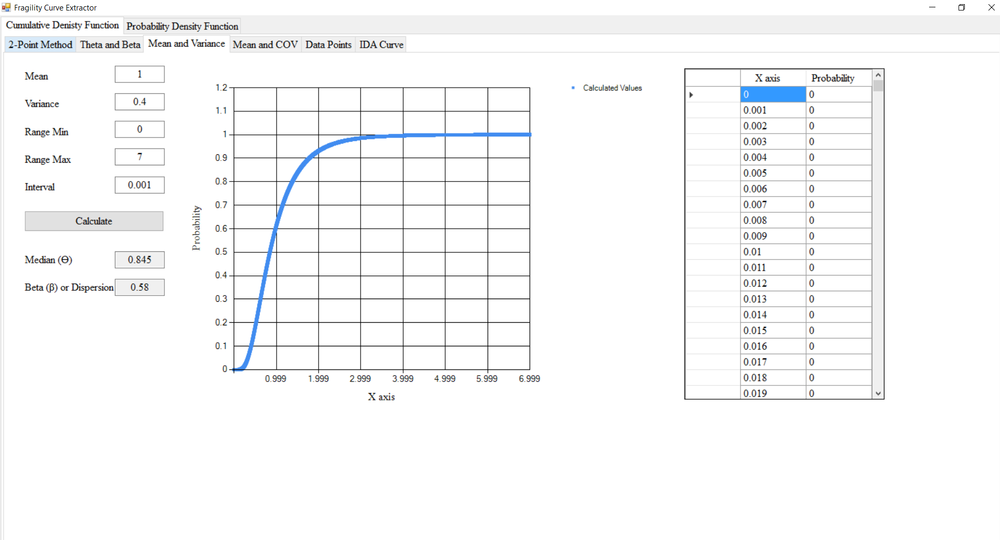 Fragility Curve Extractor
Cumulative Denisty Function Probability Density Function
2-Point Method Theta and Beta Mean and Variance Mean and COV Data Points IDA Curve
Mean 1
Variance 0.4
Range Min 0
Range Max 7
Interval 0.001
Calculate
Median (Θ) 0.845
Beta (β) or Dispersion 0.58
Probability
1.2
1.1
1
0.9
0.8
0.7
0.6
0.5
0.4
0.3
0.2
0.1
0
0.999 1.999 2.999 3.999 4.999 5.999 6.999
X axis
Calculated Values
X axis Probability
0 0
0.001 0
0.002 0
0.003 0
0.004 0
0.005 0
0.006 0
0.007 0
0.008 0
0.009 0
0.01 0
0.011 0
0.012 0
0.013 0
0.014 0
0.015 0
0.016 0
0.017 0
0.018 0
0.019 0